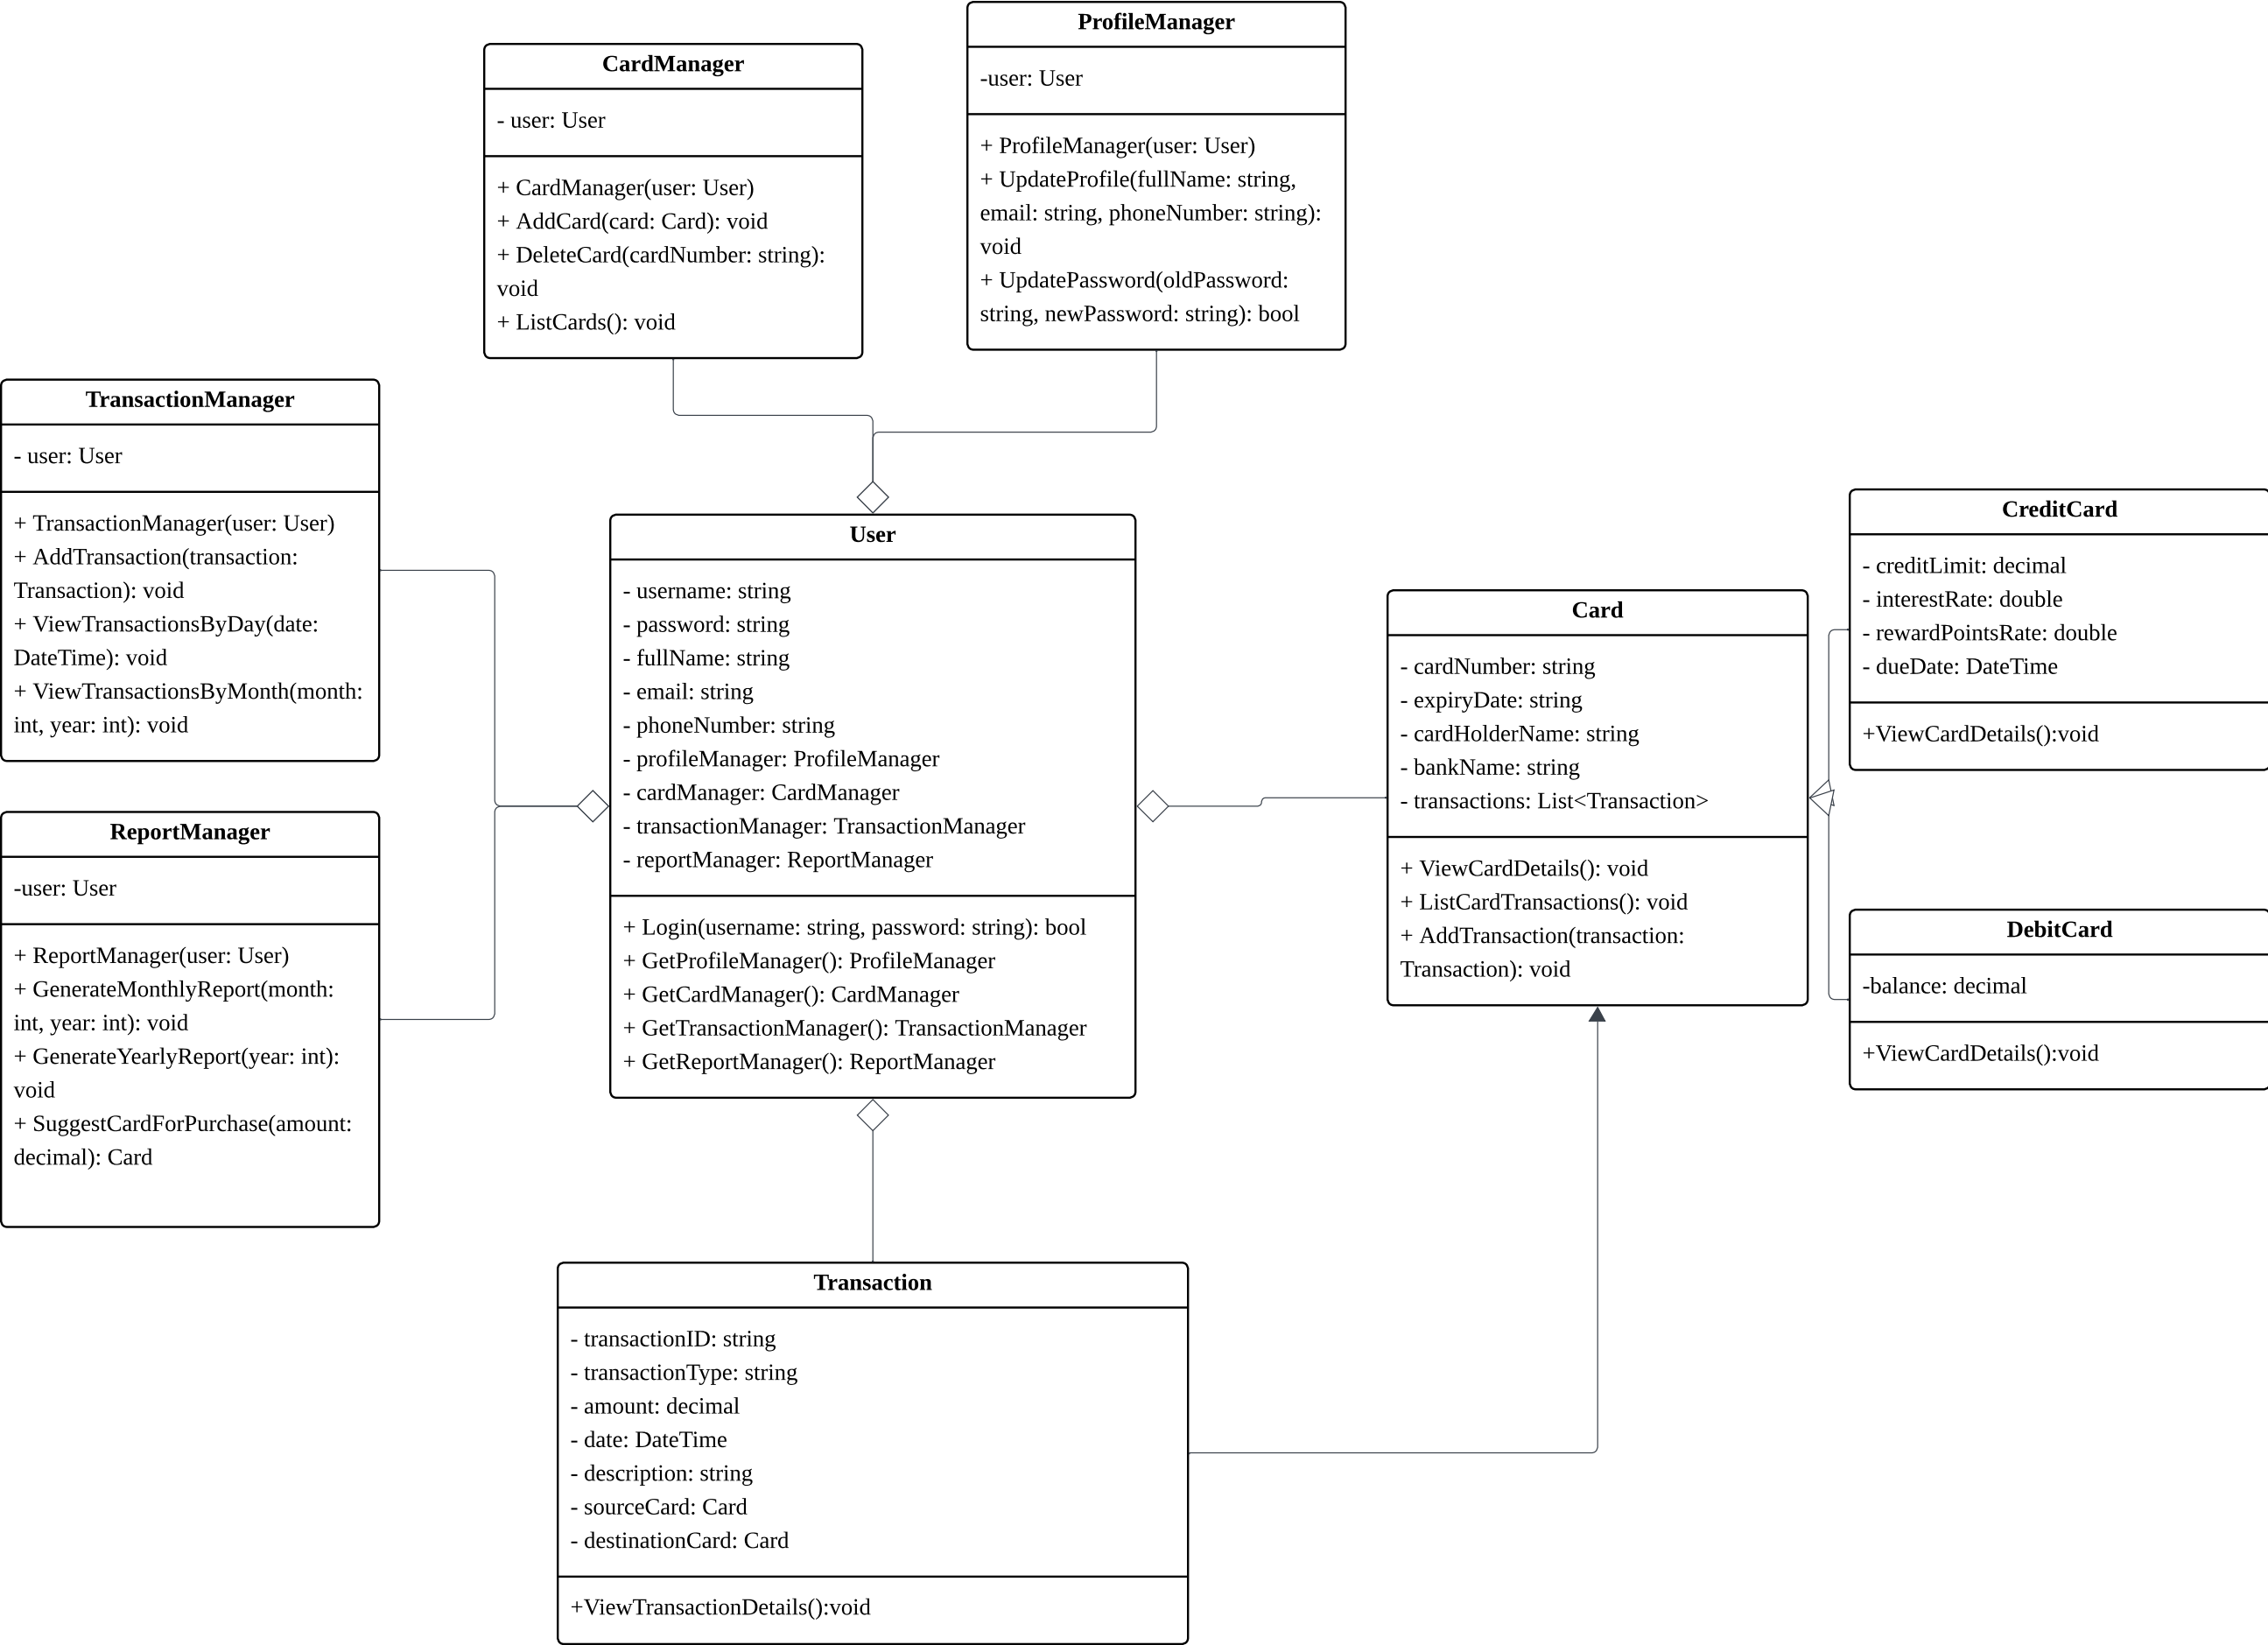 ProfileManager
-user: User
+ ProfileManager(user: User)
+ UpdateProfile(fullName: string,
email: string, phoneNumber: string):
void
+ UpdatePassword(oldPassword:
string, newPassword: string): bool
CardManager
- user: User
+ CardManager(user: User)
+ AddCard(card: Card): void
+ DeleteCard(cardNumber: string):
void
+ ListCards(): void
TransactionManager
- user: User
+ TransactionManager(user: User)
+ AddTransaction(transaction:
Transaction): void
+ ViewTransactionsByDay(date:
DateTime): void
+ ViewTransactionsByMonth(month:
int, year: int): void
ReportManager
-user: User
+ ReportManager(user: User)
+ GenerateMonthlyReport(month:
int, year: int): void
+ GenerateYearlyReport(year: int):
void
+ SuggestCardForPurchase(amount:
decimal): Card
User
- username: string
- password: string
- fullName: string
- email: string
- phoneNumber: string
- profileManager: ProfileManager
- cardManager: CardManager
- transactionManager: TransactionManager
- reportManager: ReportManager
+ Login(username: string, password: string): bool
+ GetProfileManager(): ProfileManager
+ GetCardManager(): CardManager
+ GetTransactionManager(): TransactionManager
+ GetReportManager(): ReportManager
Card
- cardNumber: string
- expiryDate: string
- cardHolderName: string
- bankName: string
- transactions: List<Transaction>
+ ViewCardDetails(): void
+ ListCardTransactions(): void
+ AddTransaction(transaction:
Transaction): void
CreditCard
- creditLimit: decimal
- interestRate: double
- rewardPointsRate: double
- dueDate: DateTime
+ViewCardDetails():void
DebitCard
-balance: decimal
+ViewCardDetails():void
Transaction
- transactionID: string
- transactionType: string
- amount: decimal
- date: DateTime
- description: string
- sourceCard: Card
- destinationCard: Card
+ViewTransactionDetails():void